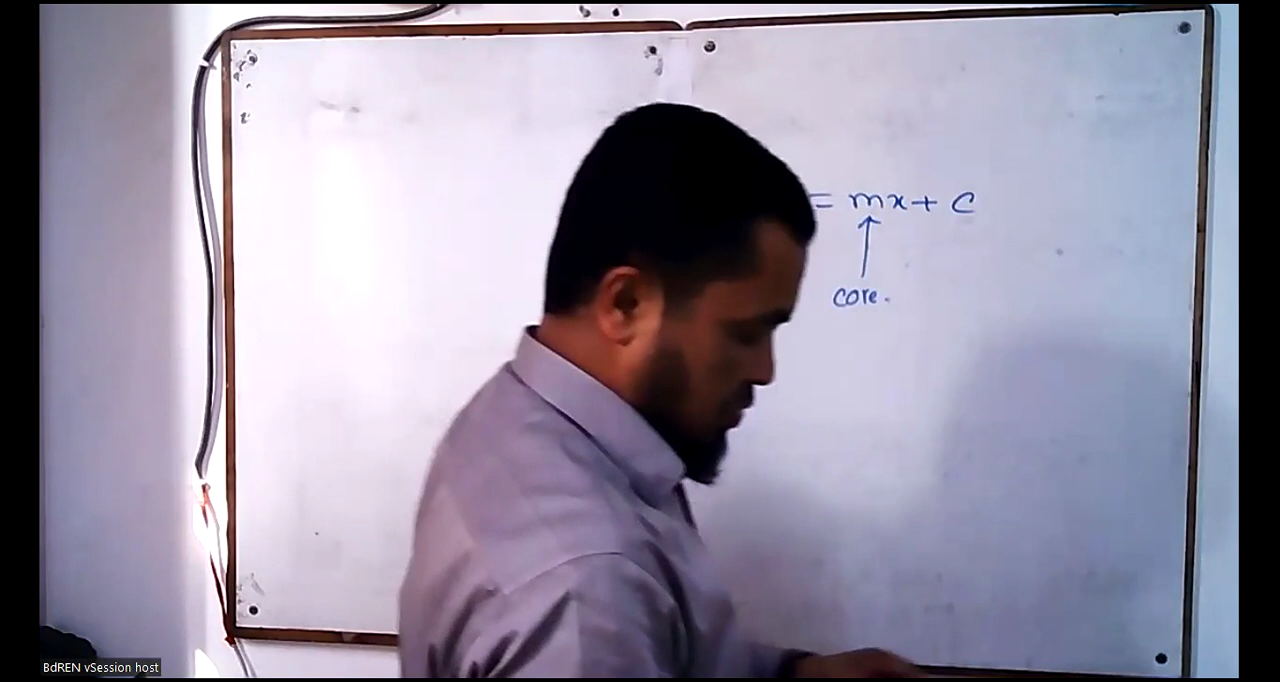 = mx + c
core.
BdREN vSession host